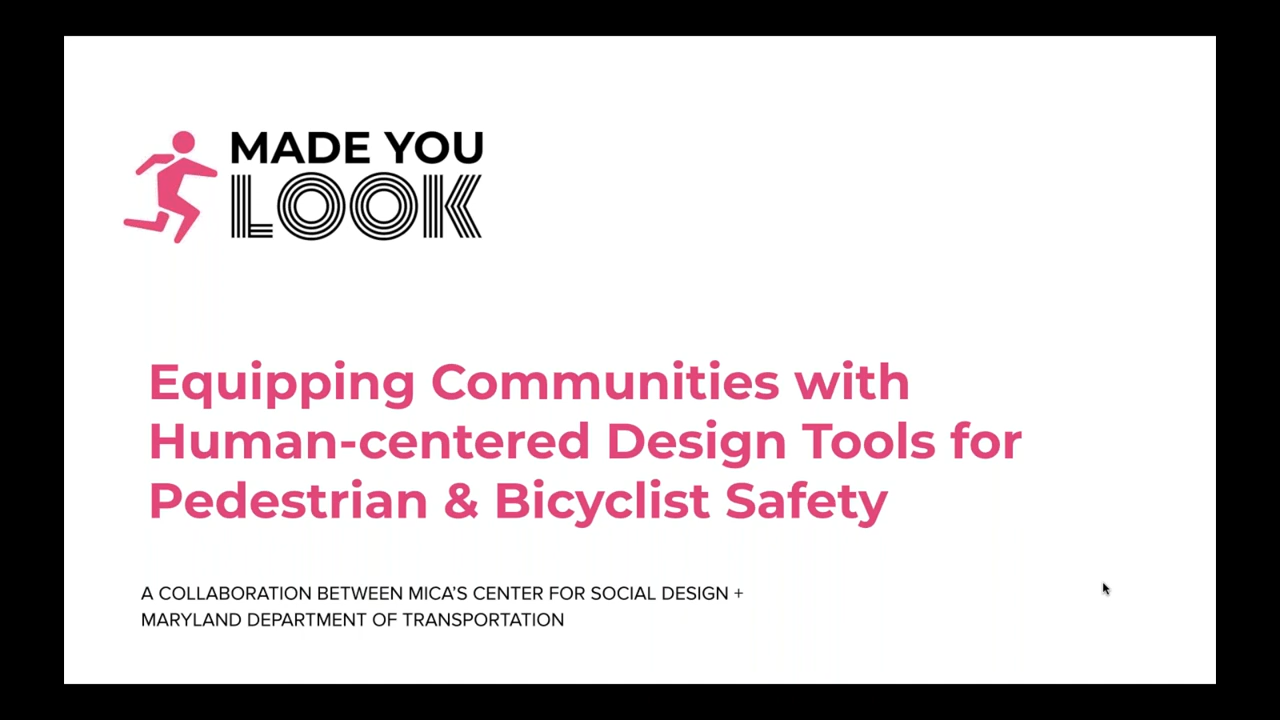 MADE YOU
LOOK
Equipping Communities with
Human-centered Design Tools for
Pedestrian & Bicyclist Safety
A COLLABORATION BETWEEN MICA'S CENTER FOR SOCIAL DESIGN +
MARYLAND DEPARTMENT OF TRANSPORTATION